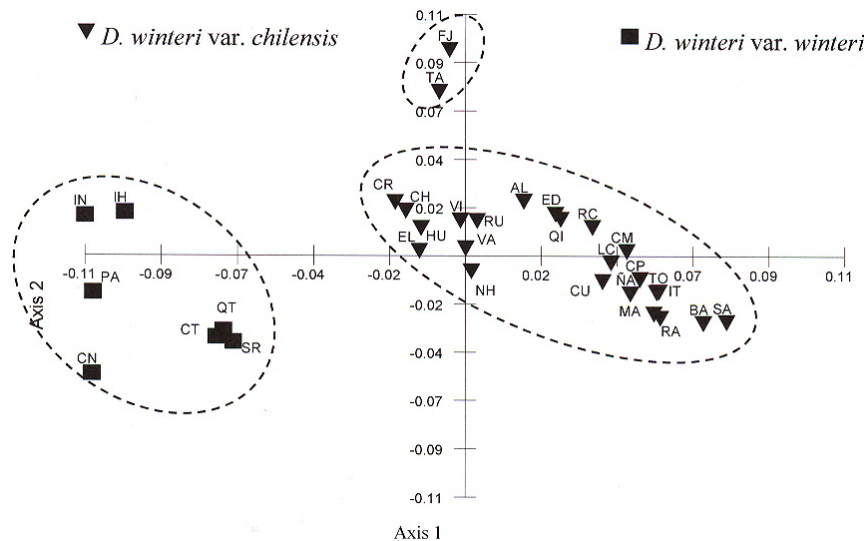 D. winteri var. chilensis
D. winteri var. winteri
0.11
FJ
0.09
TA
0.07
0.04
CR
CH
AL
ED
RC
IN
IH
0.02
VI
RU
QI
EL
HU
VA
CM
LC
-0.11
-0.09
-0.07
-0.04
-0.02
0.02
0.07
0.09
0.11
PA
NH
CU
CP
ÑA
TO
IT
Axis 2
-0.02
MA
RA
BA
SA
QT
CT
SR
CN
-0.04
-0.07
-0.09
-0.11
Axis 1